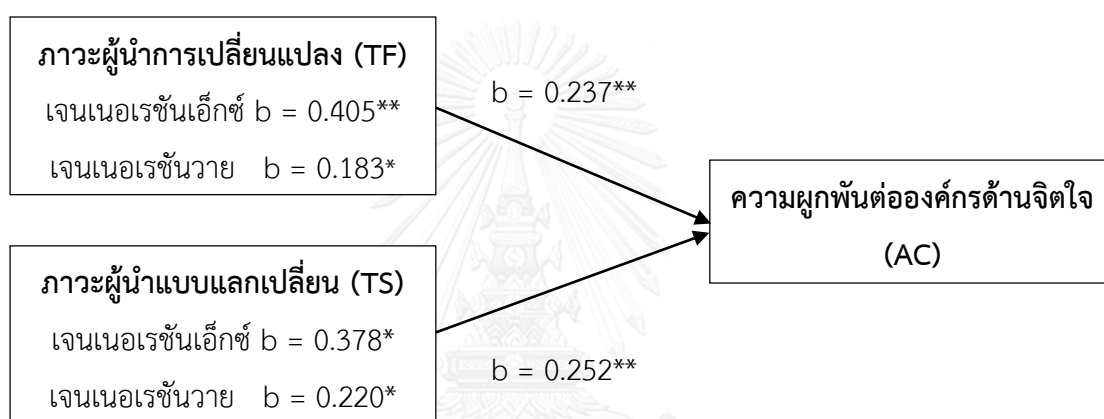 ภาวะผู้นำการเปลี่ยนแปลง (TF)
เจนเนอเรชันเอ็กซ์ b = 0.405**
เจนเนอเรชันวาย b = 0.183*
b = 0.237**
ความผูกพันต่อองค์กรด้านจิตใจ
(AC)
ภาวะผู้นำแบบแลกเปลี่ยน (TS)
เจนเนอเรชันเอ็กซ์ b = 0.378*
เจนเนอเรชันวาย b = 0.220*
b = 0.252**